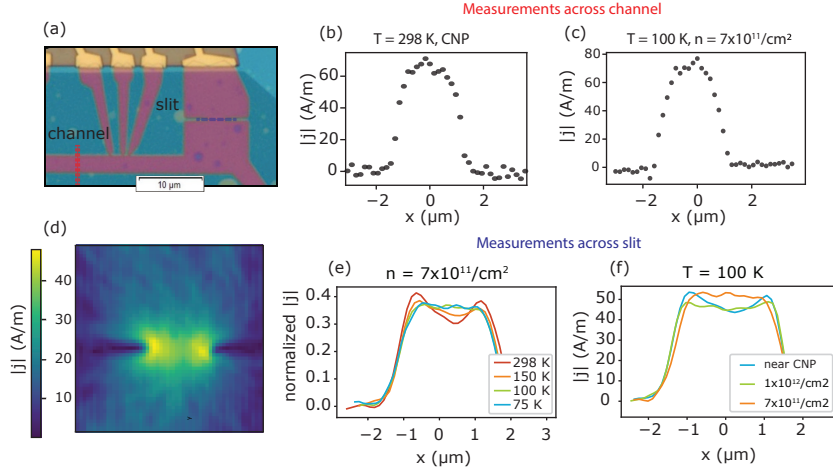 Measurements across channel
(a)
slit
channel
10 µm
(b)
T = 298 K, CNP
|j| (A/m)
60
40
20
0
−2
0
2
x (µm)
(c)
T = 100 K, n = 7x10¹¹/cm²
|j| (A/m)
80
60
40
20
0
−2
0
2
x (µm)
Measurements across slit
(d)
|j| (A/m)
40
30
20
10
0
(e)
n = 7x10¹¹/cm²
normalized |j|
0.4
0.3
0.2
0.1
0.0
298 K
150 K
100 K
75 K
−2
−1
0
1
2
3
x (µm)
(f)
T = 100 K
|j| (A/m)
50
40
30
20
10
0
near CNP
1x10¹²/cm2
7x10¹¹/cm2
−2
0
2
x (µm)